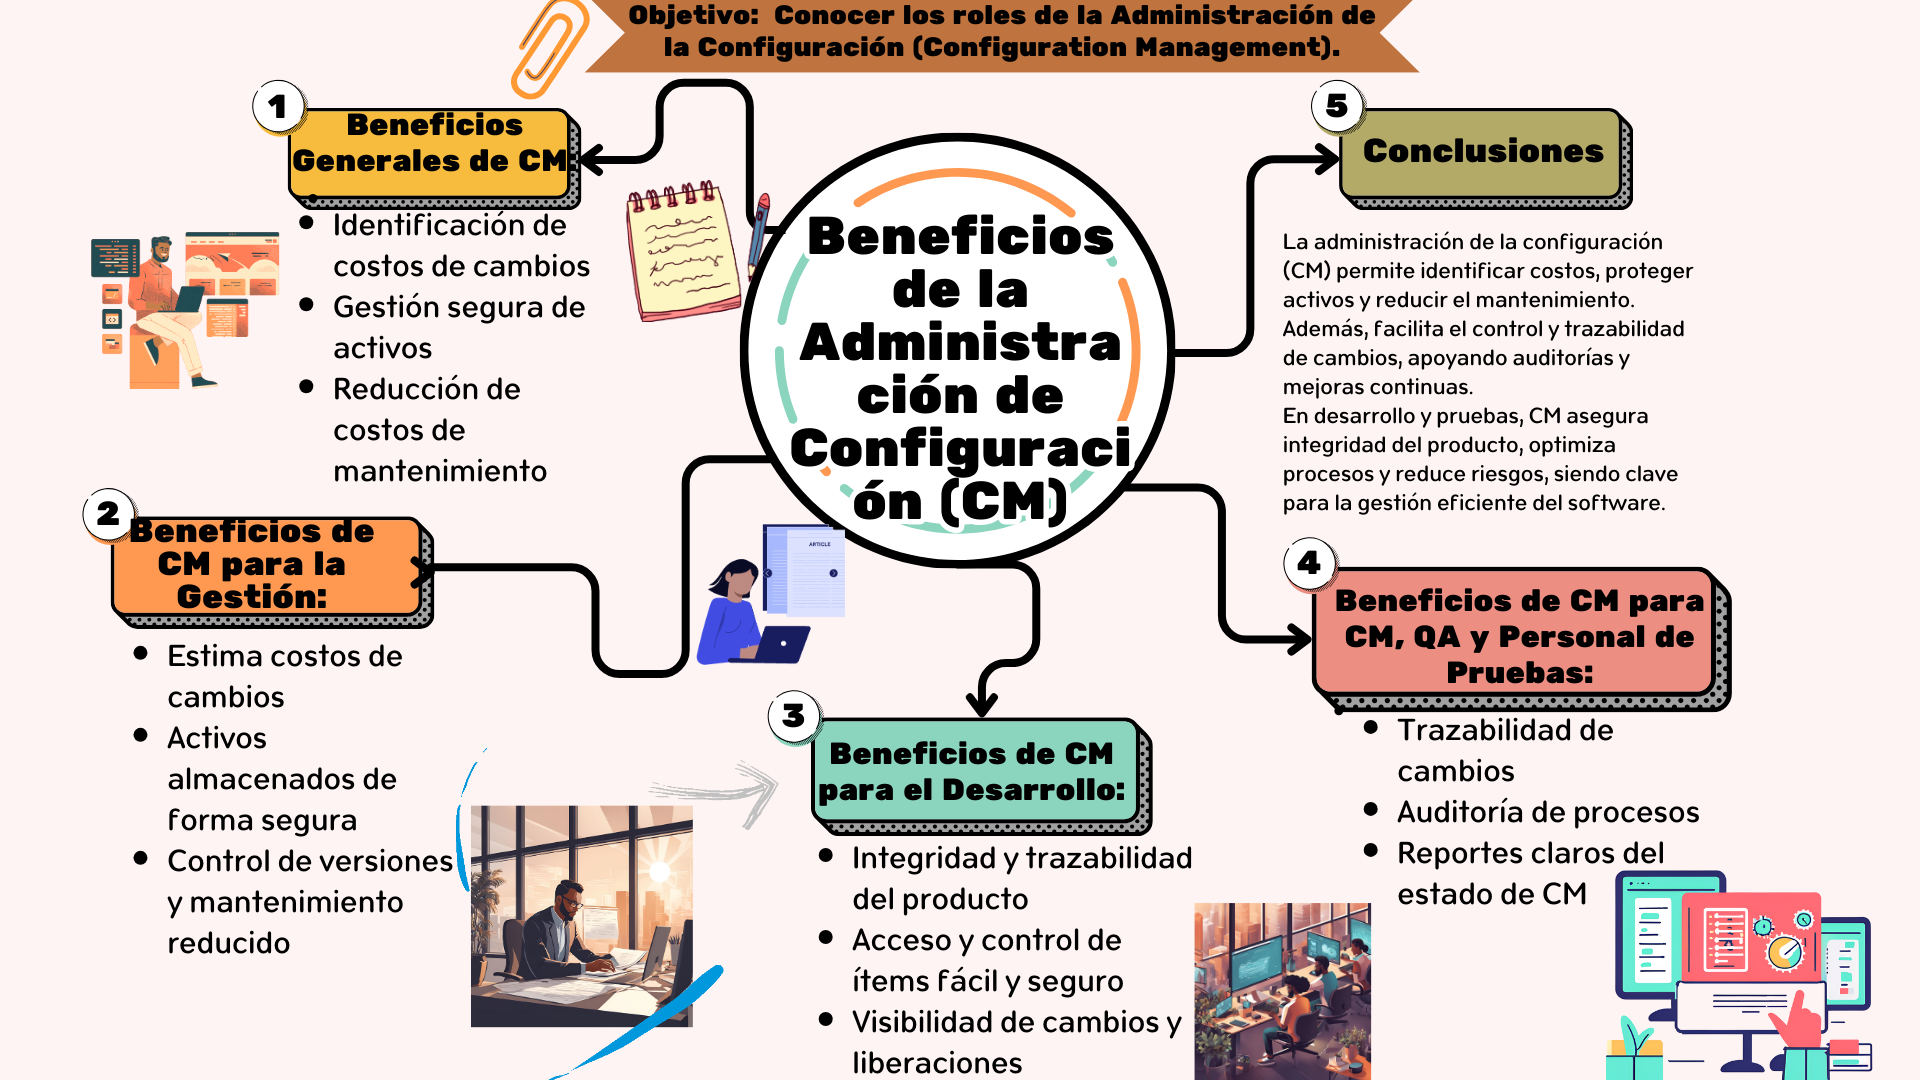 Objetivo:  Conocer los roles de la Administración de
la Configuración (Configuration Management).
1
Beneficios
Generales de CM:
Identificación de
costos de cambios
Gestión segura de
activos
Reducción de
costos de
mantenimiento
2
Beneficios de
CM para la
Gestión:
Estima costos de
cambios
Activos
almacenados de
forma segura
Control de versiones
y mantenimiento
reducido
Beneficios
de la
Administra
ción de
Configuraci
ón (CM)
ARTICLE
3
Beneficios de CM
para el Desarrollo:
Integridad y trazabilidad
del producto
Acceso y control de
ítems fácil y seguro
Visibilidad de cambios y
liberaciones
5
Conclusiones
La administración de la configuración
(CM) permite identificar costos, proteger
activos y reducir el mantenimiento.
Además, facilita el control y trazabilidad
de cambios, apoyando auditorías y
mejoras continuas.
En desarrollo y pruebas, CM asegura
integridad del producto, optimiza
procesos y reduce riesgos, siendo clave
para la gestión eficiente del software.
4
Beneficios de CM para
CM, QA y Personal de
Pruebas:
Trazabilidad de
cambios
Auditoría de procesos
Reportes claros del
estado de CM